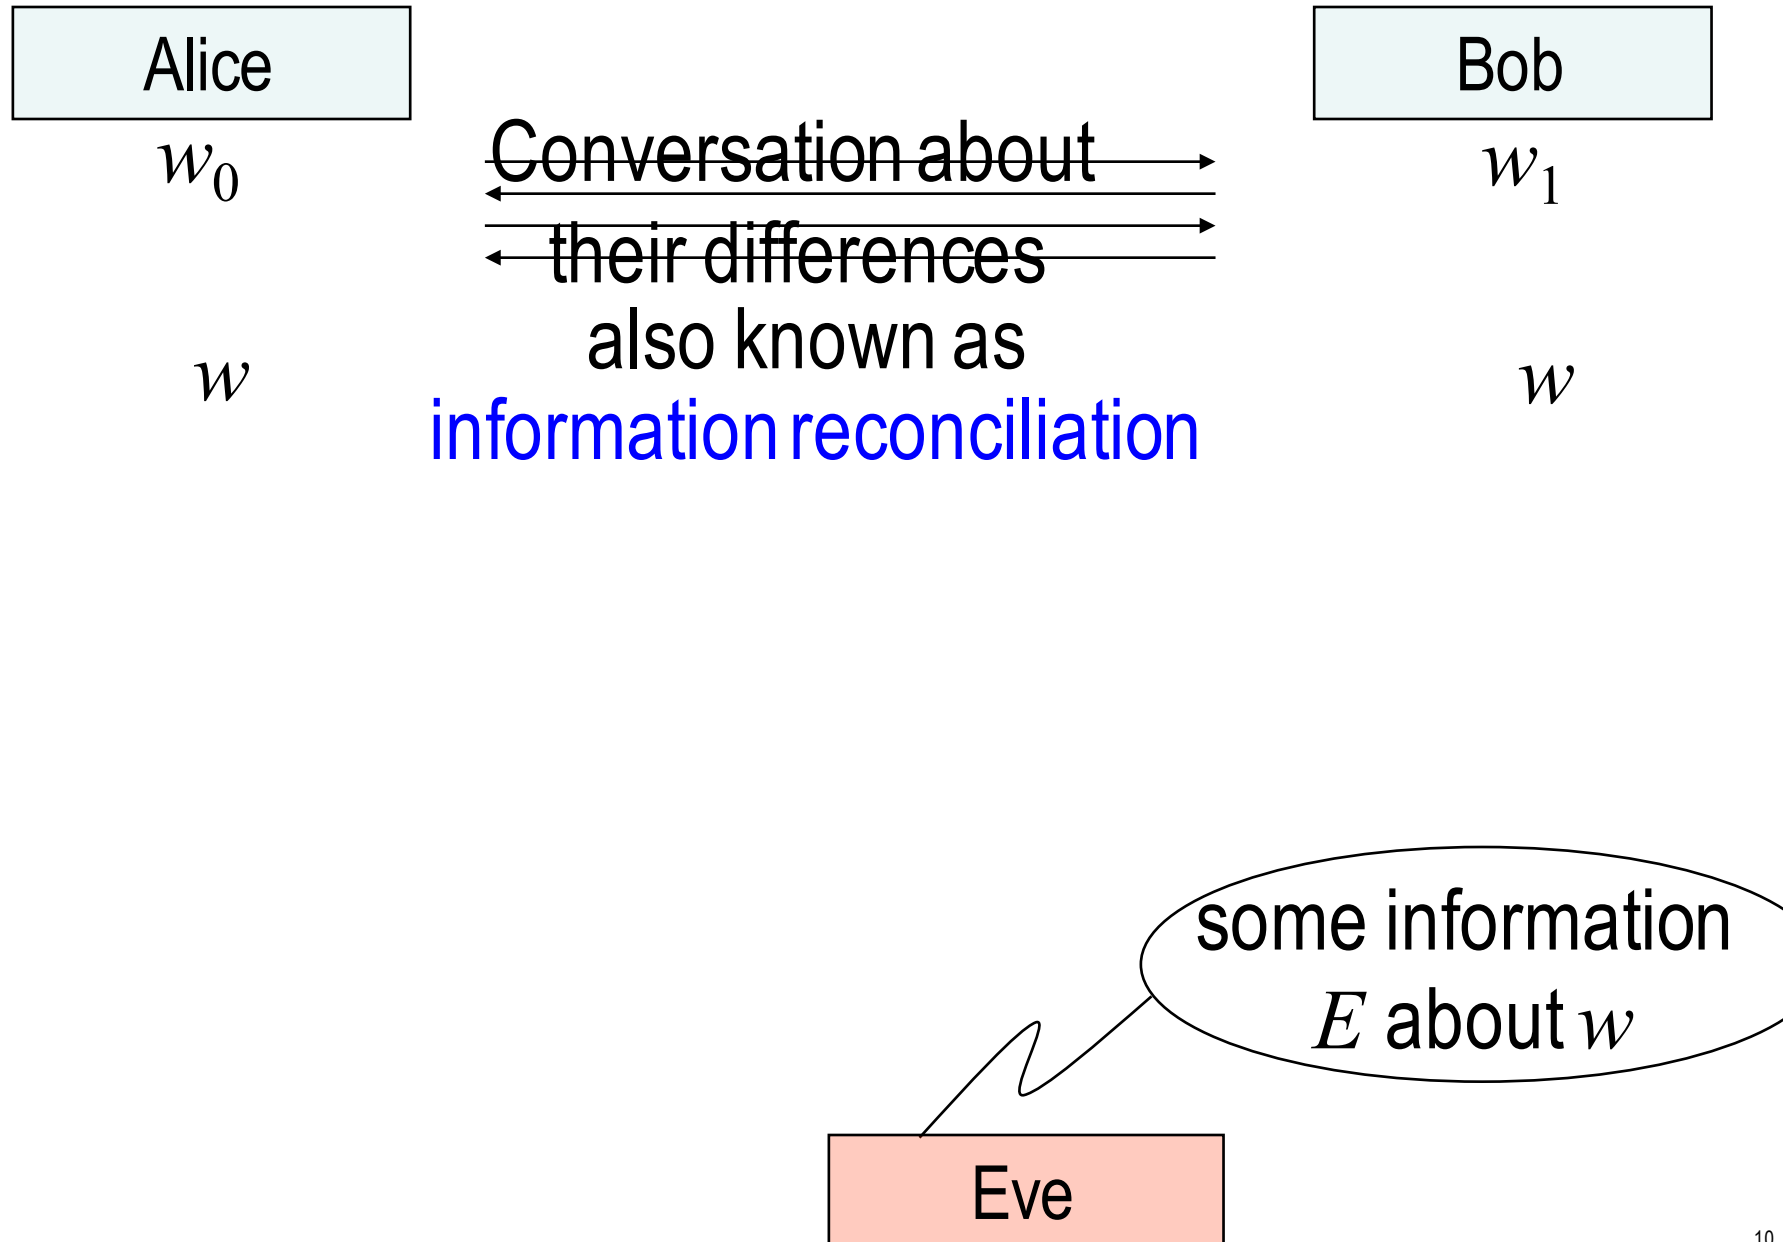 Alice
Bob
w₀
Conversation about
w₁
their differences
also known as
w
w
information reconciliation
some information
E about w
Eve
10